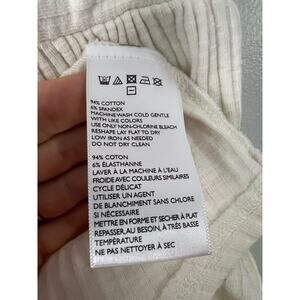 94% COTTON
6% SPANDEX
MACHINE WASH COLD GENTLE
WITH LIKE COLORS
USE ONLY NON-CHLORINE BLEACH
RESHAPE LAY FLAT TO DRY
LOW IRON AS NEEDED
DO NOT DRY CLEAN
94% COTON
6% ÉLASTHANNE
LAVER À LA MACHINE À L'EAU
FROIDE AVEC COULEURS SIMILAIRES
CYCLE DÉLICAT
UTILISER UN AGENT
DE BLANCHIMENT SANS CHLORE
SI NÉCESSAIRE
METTRE EN FORME ET SÉCHER À PLAT
REPASSER,AU BESOIN, À TRÈS BASSE
TEMPÉRATURE
NE PAS NETTOYER À SEC